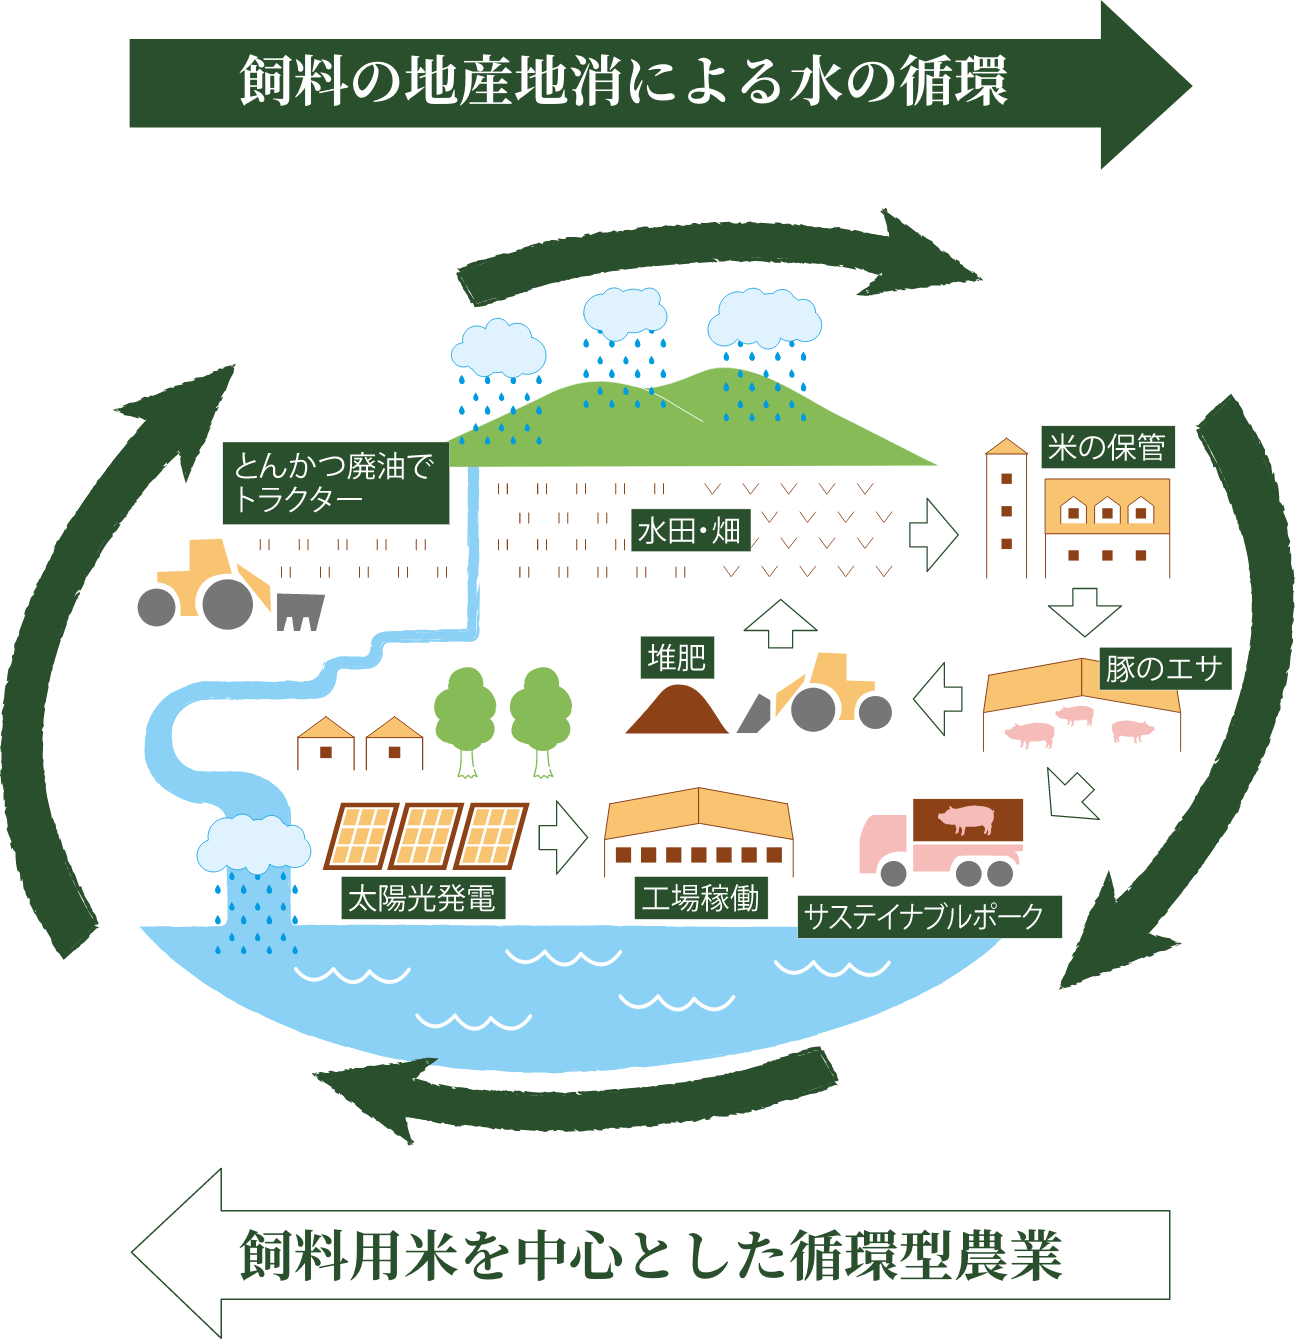 飼料の地産地消による水の循環
とんかつ廃油で
トラクター
米の保管
水田・畑
堆肥
豚のエサ
太陽光発電
工場稼働
サステイナブルポーク
飼料用米を中心とした循環型農業